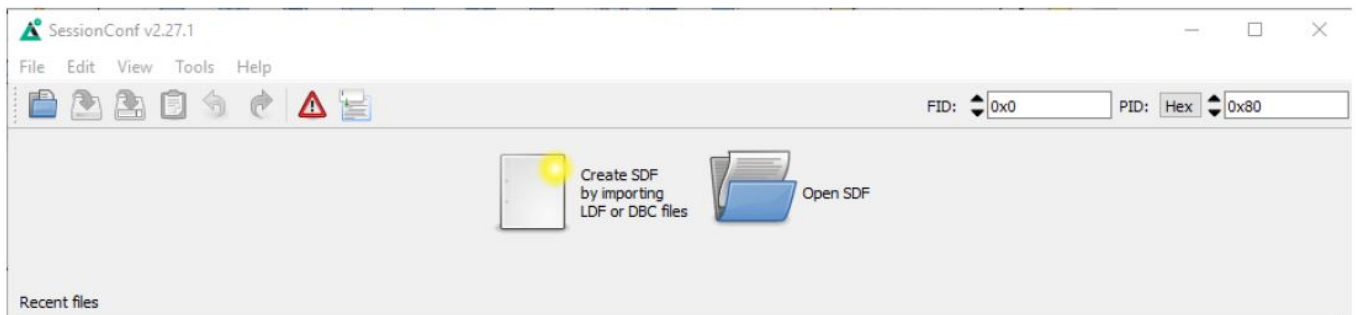 SessionConf v2.27.1
File Edit View Tools Help
FID: 0x0 PID: Hex 0x80
Create SDF
by importing
LDF or DBC files
Open SDF
Recent files